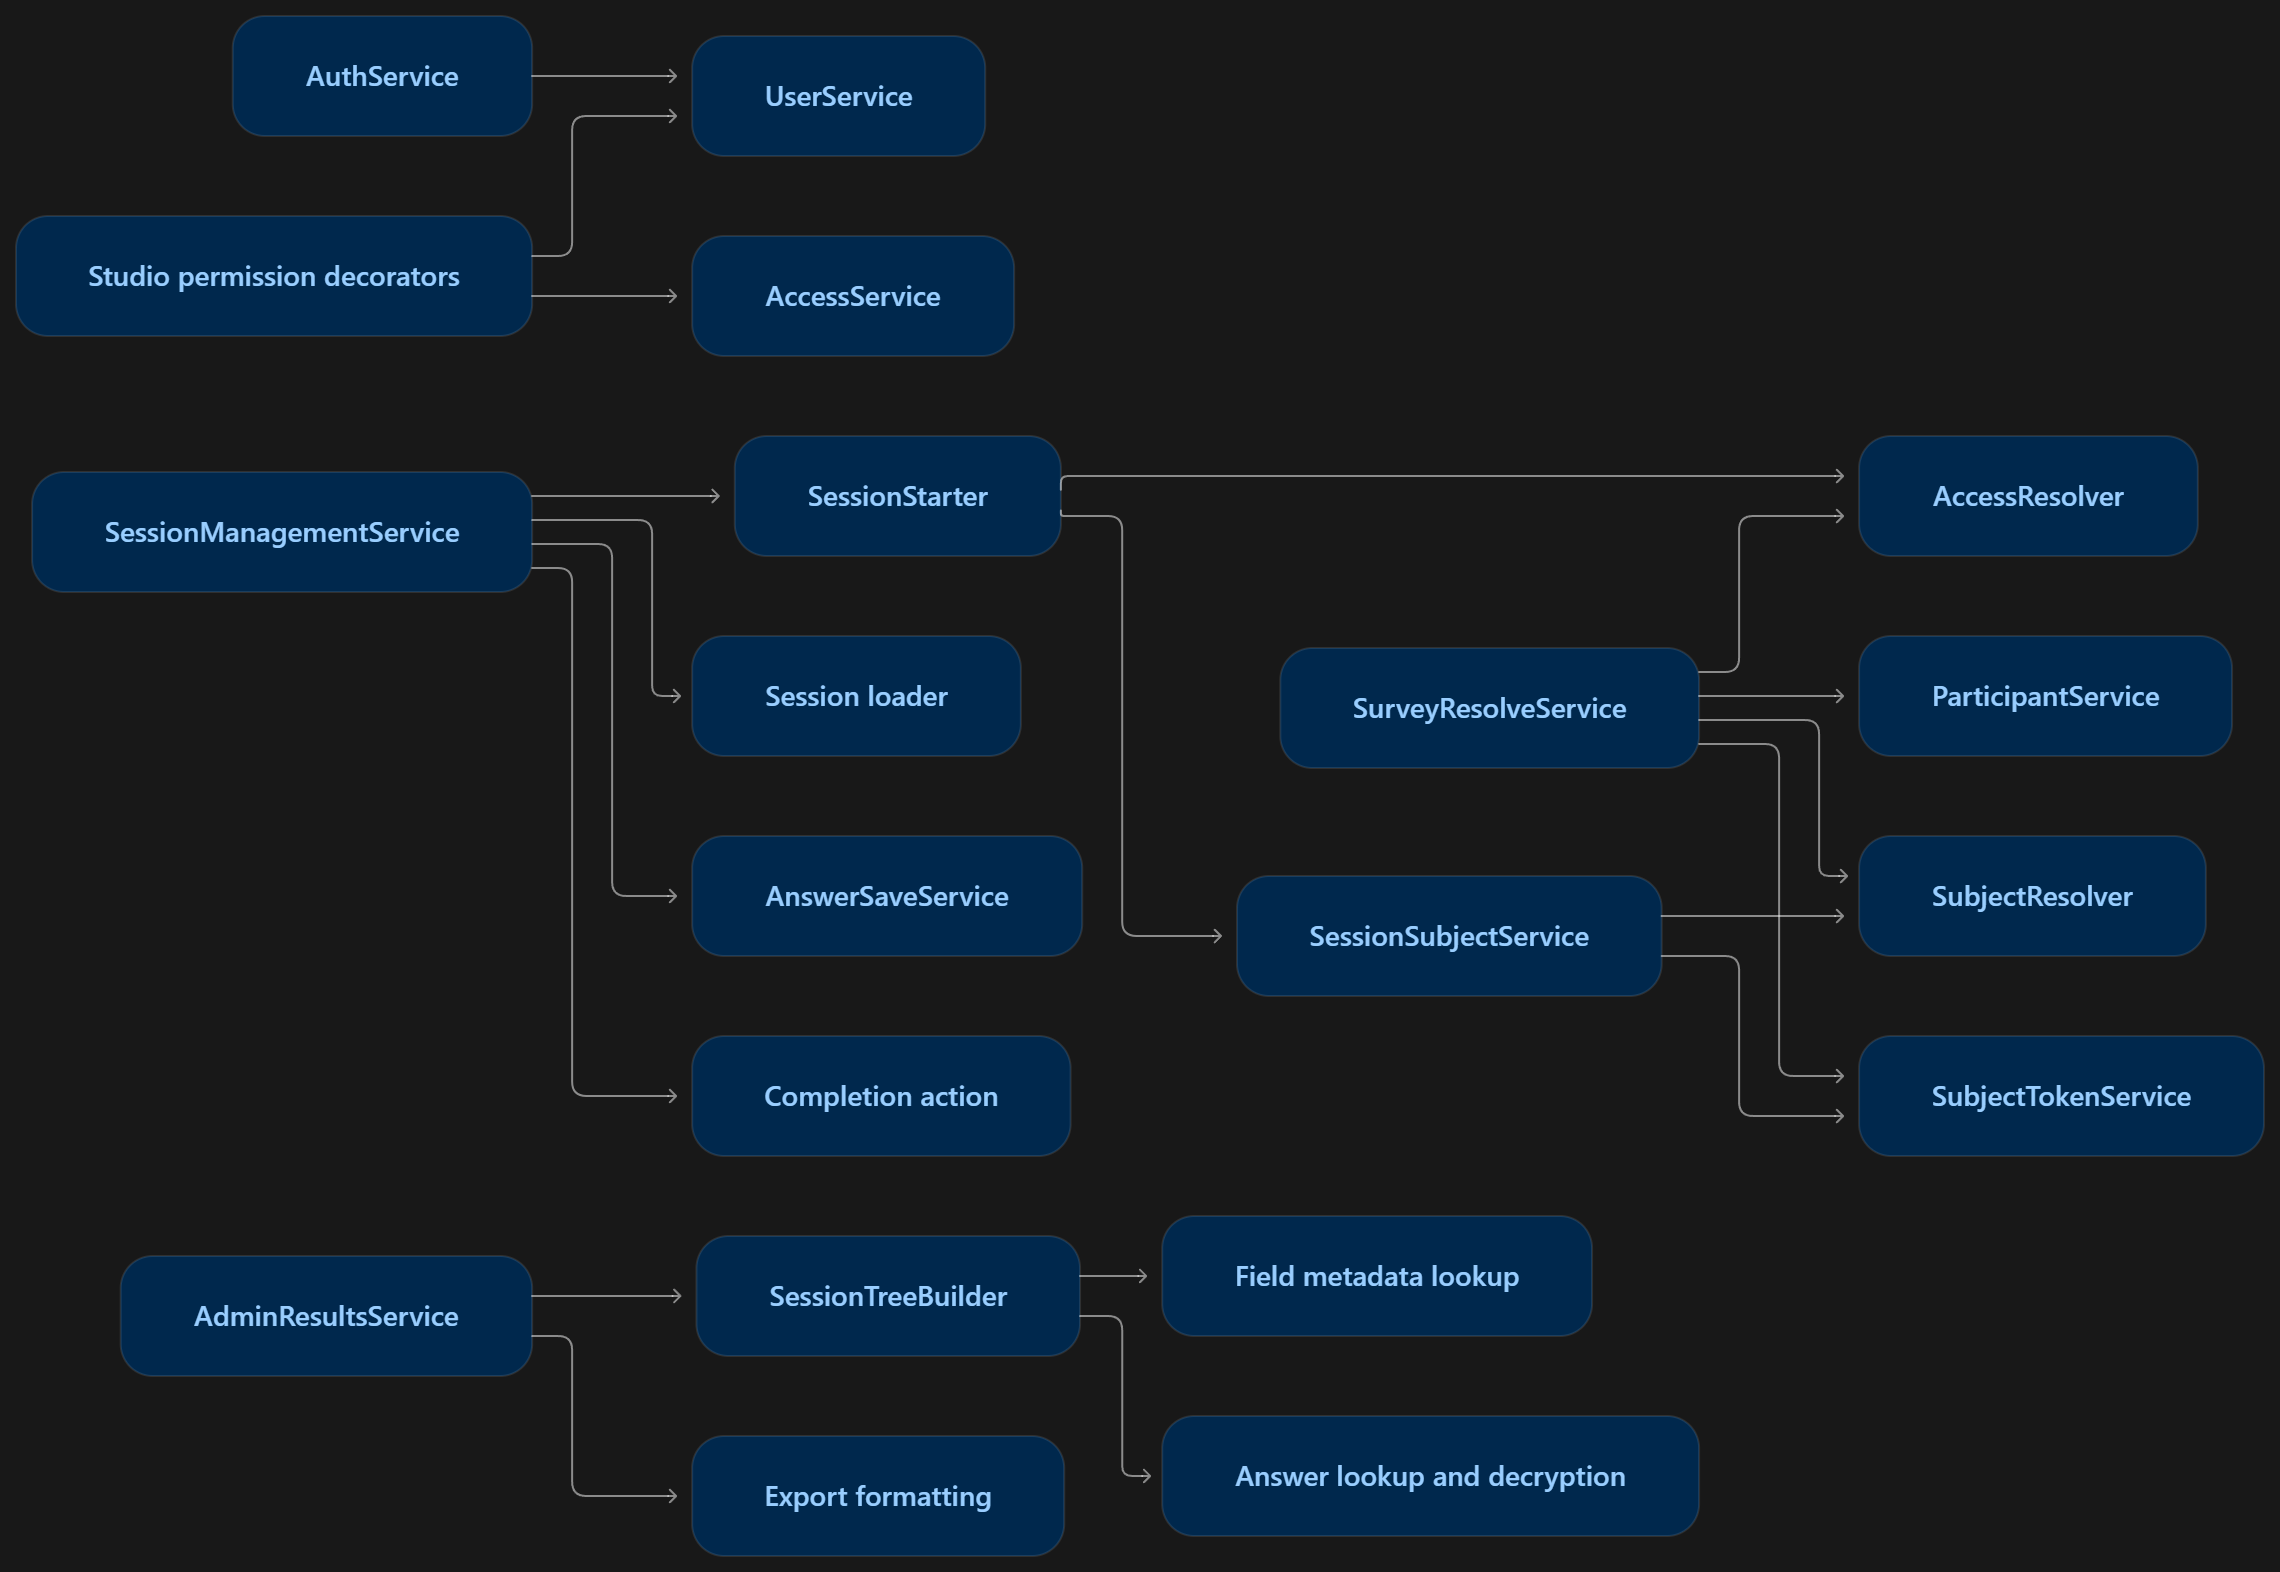 AuthService
UserService
Studio permission decorators
AccessService
SessionManagementService
SessionStarter
AccessResolver
Session loader
SurveyResolveService
ParticipantService
AnswerSaveService
SessionSubjectService
SubjectResolver
Completion action
SubjectTokenService
AdminResultsService
SessionTreeBuilder
Field metadata lookup
Export formatting
Answer lookup and decryption